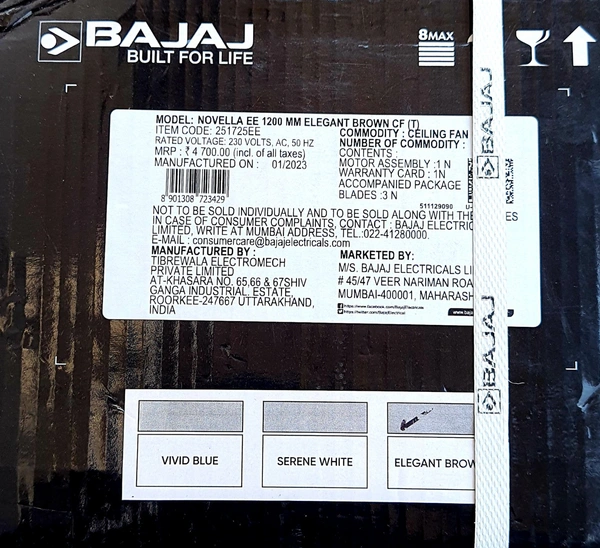 BAJAJ
BUILT FOR LIFE
8MAX
MODEL: NOVELLA EE 1200 MM ELEGANT BROWN CF (T)
ITEM CODE: 251725EE
RATED VOLTAGE: 230 VOLTS, AC, 50 HZ
MRP : ₹ 4 700.00 (incl. of all taxes)
MANUFACTURED ON : 01/2023
8 901308 723429
COMMODITY : CEILING FAN
NUMBER OF COMMODITY :
CONTENTS :
MOTOR ASSEMBLY :1 N
WARRANTY CARD : 1N
ACCOMPANIED PACKAGE
BLADES : 3 N
511129090
NOT TO BE SOLD INDIVIDUALLY AND TO BE SOLD ALONG WITH THE
IN CASE OF CONSUMER COMPLAINTS, CONTACT : BAJAJ ELECTRIC
LIMITED, WRITE AT MUMBAI ADDRESS, TEL.:022-41280000.
E-MAIL : consumercare@bajajelectricals.com
MANUFACTURED BY :
TIBREWALA ELECTROMECH
PRIVATE LIMITED
AT-KHASARA NO. 65,66 & 67SHIV
GANGA INDUSTRIAL, ESTATE,
ROORKEE-247667 UTTARAKHAND,
INDIA
MARKETED BY:
M/S. BAJAJ ELECTRICALS LI
# 45/47 VEER NARIMAN ROA
MUMBAI-400001, MAHARASH
https://twitter.com/BajajElectrical
BAJAJ
BAJAJ
VIVID BLUE
SERENE WHITE
ELEGANT BROW